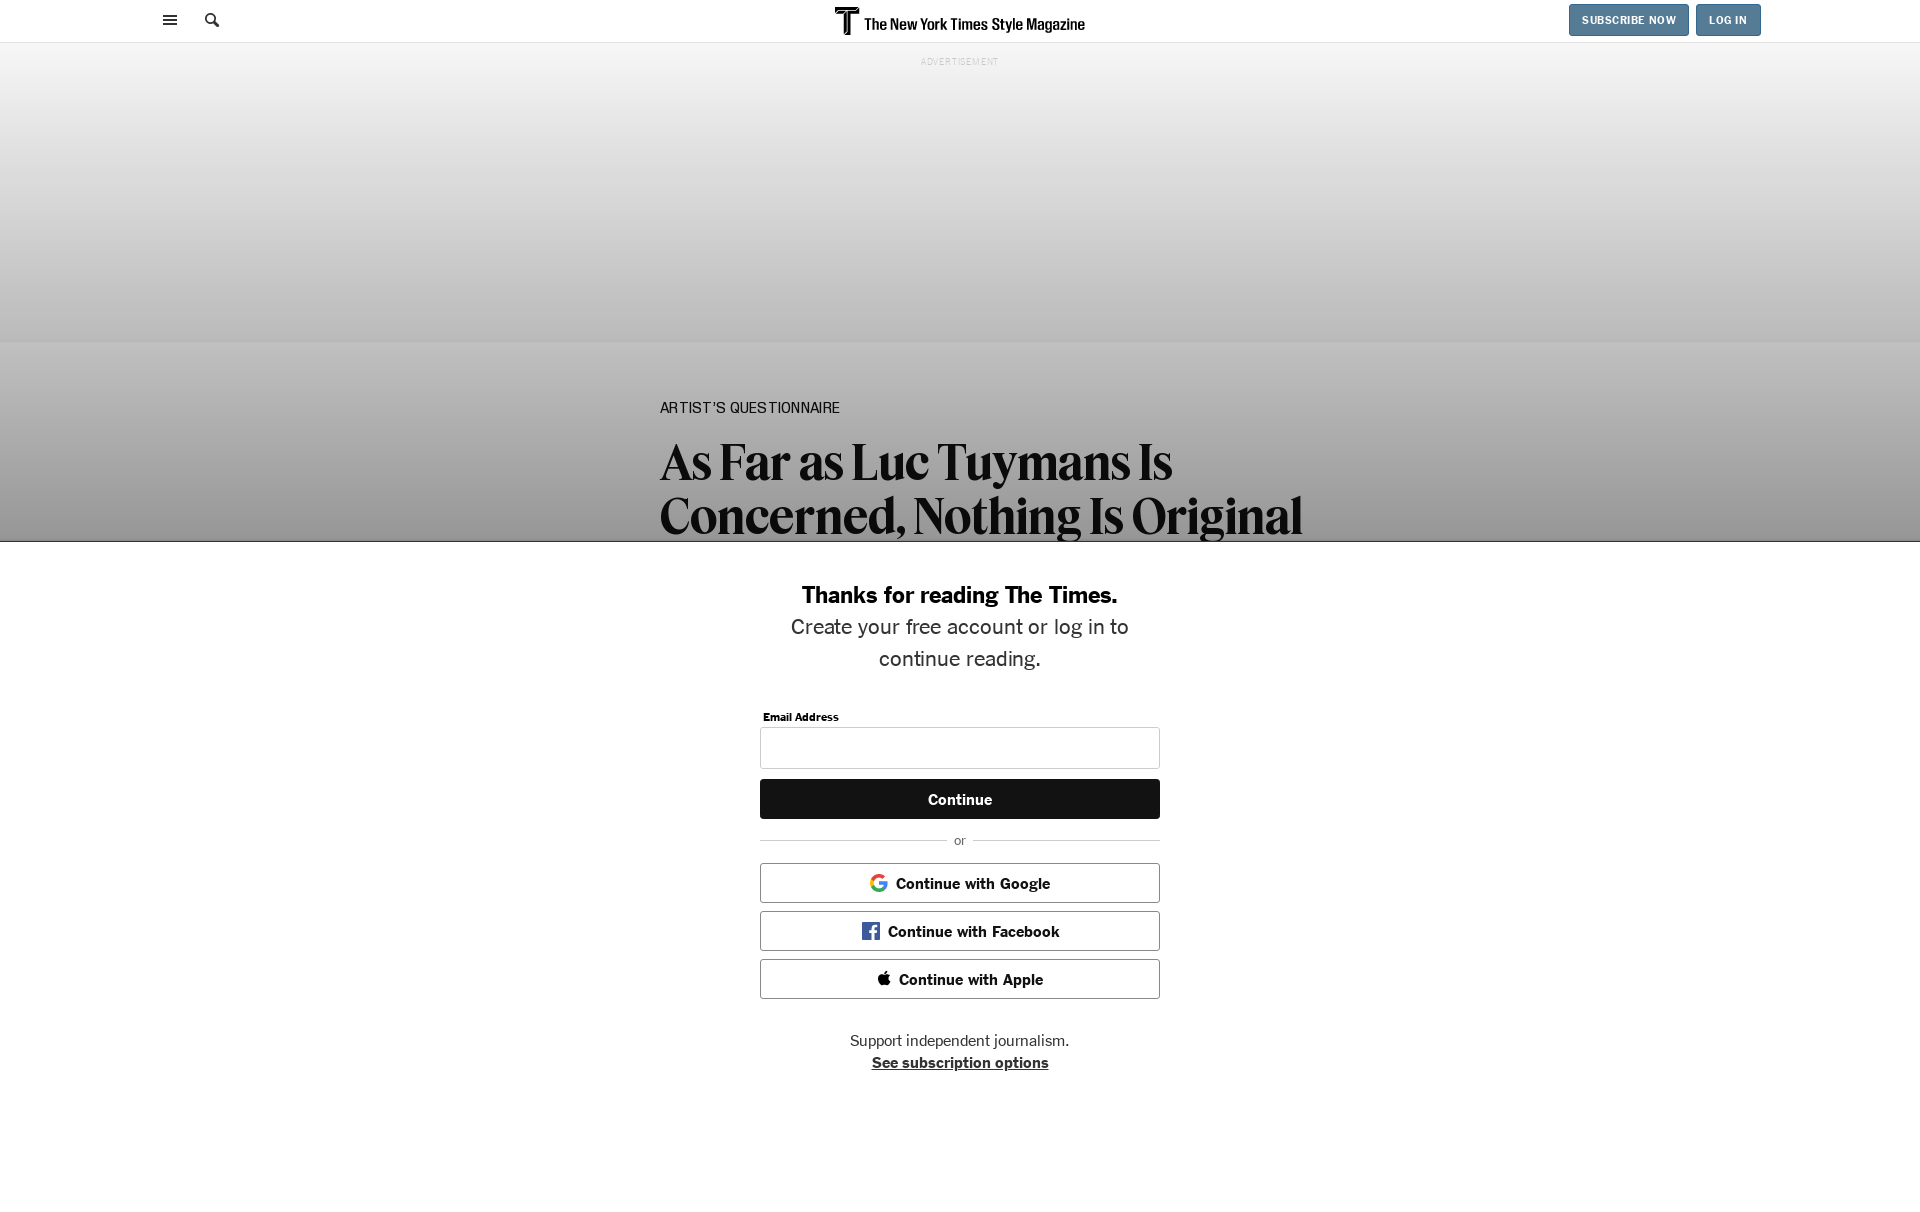 The New York Times Style Magazine
SUBSCRIBE NOW
LOG IN
ADVERTISEMENT
ARTIST'S QUESTIONNAIRE
As Far as Luc Tuymans Is
Concerned, Nothing Is Original
Thanks for reading The Times.
Create your free account or log in to
continue reading.
Email Address
Continue
or
Continue with Google
Continue with Facebook
Continue with Apple
Support independent journalism.
See subscription options